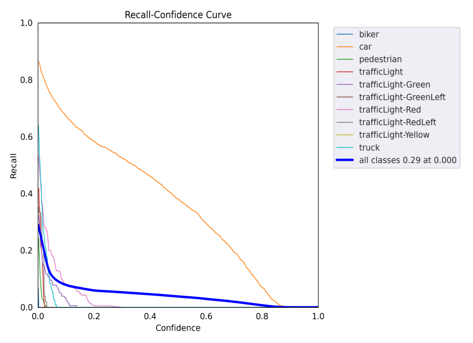 Recall-Confidence Curve
1.0
0.8
0.6
0.4
0.2
0.0
Recall
0.0 0.2 0.4 0.6 0.8 1.0
Confidence
biker
car
pedestrian
trafficLight
trafficLight-Green
trafficLight-GreenLeft
trafficLight-Red
trafficLight-RedLeft
trafficLight-Yellow
truck
all classes 0.29 at 0.000